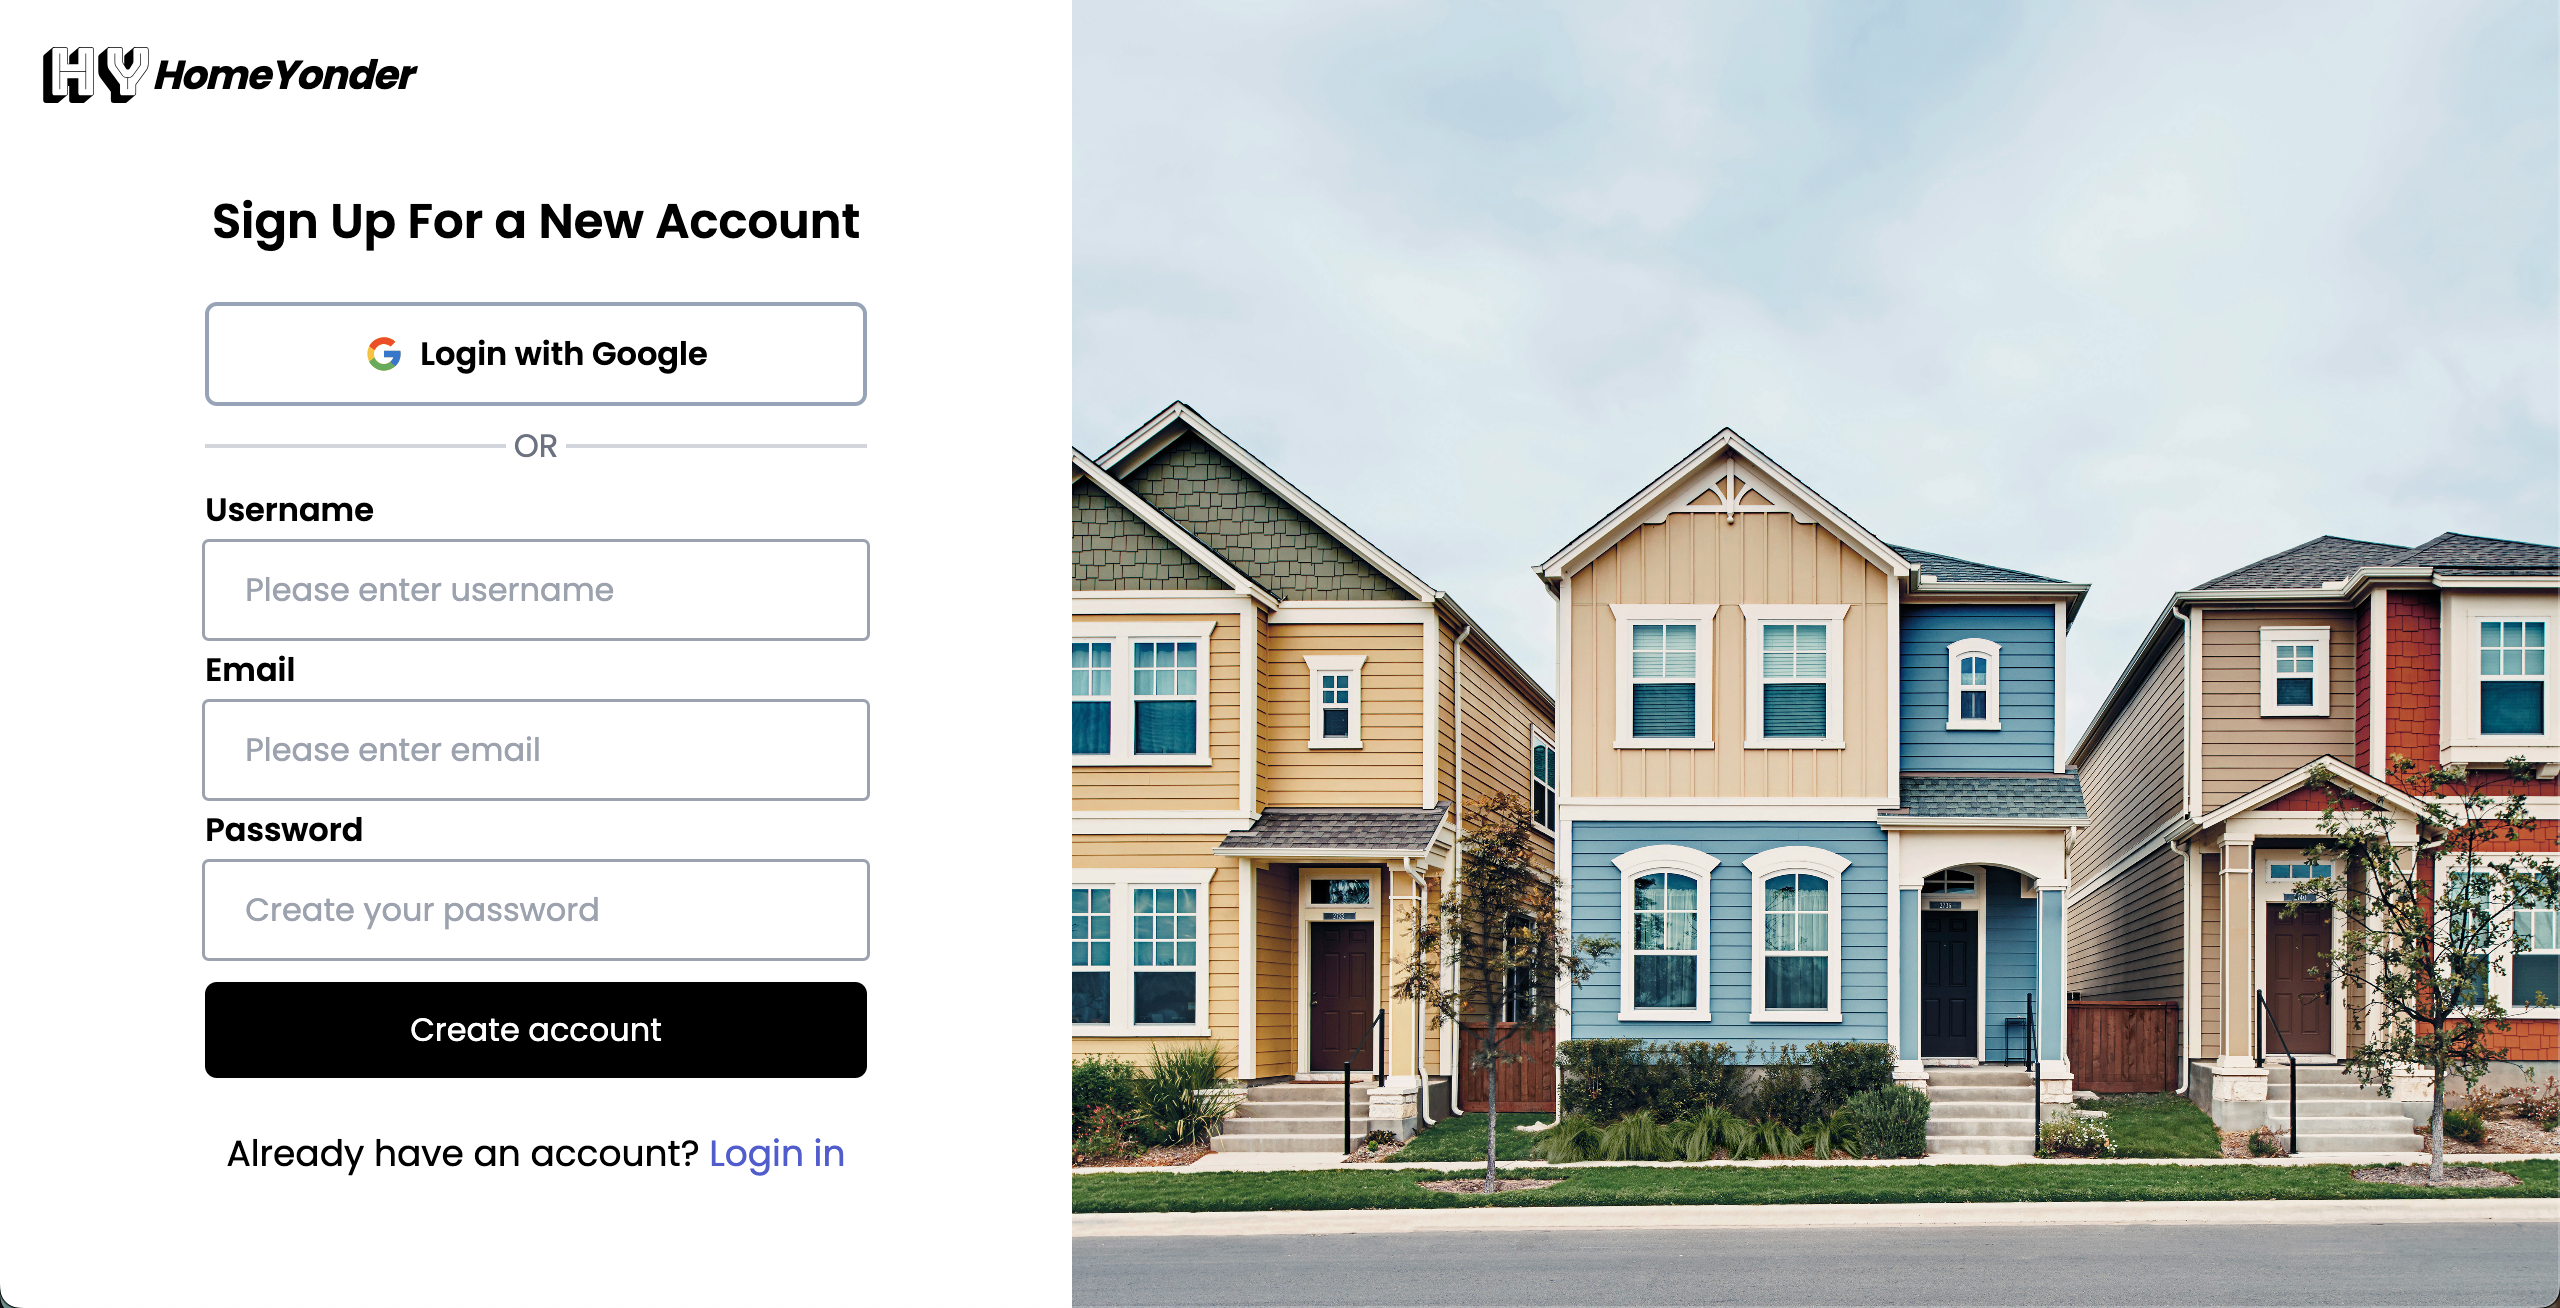 HY HomeYonder
Sign Up For a New Account
Login with Google
OR
Username
Please enter username
Email
Please enter email
Password
Create your password
Create account
Already have an account? Login in
2736